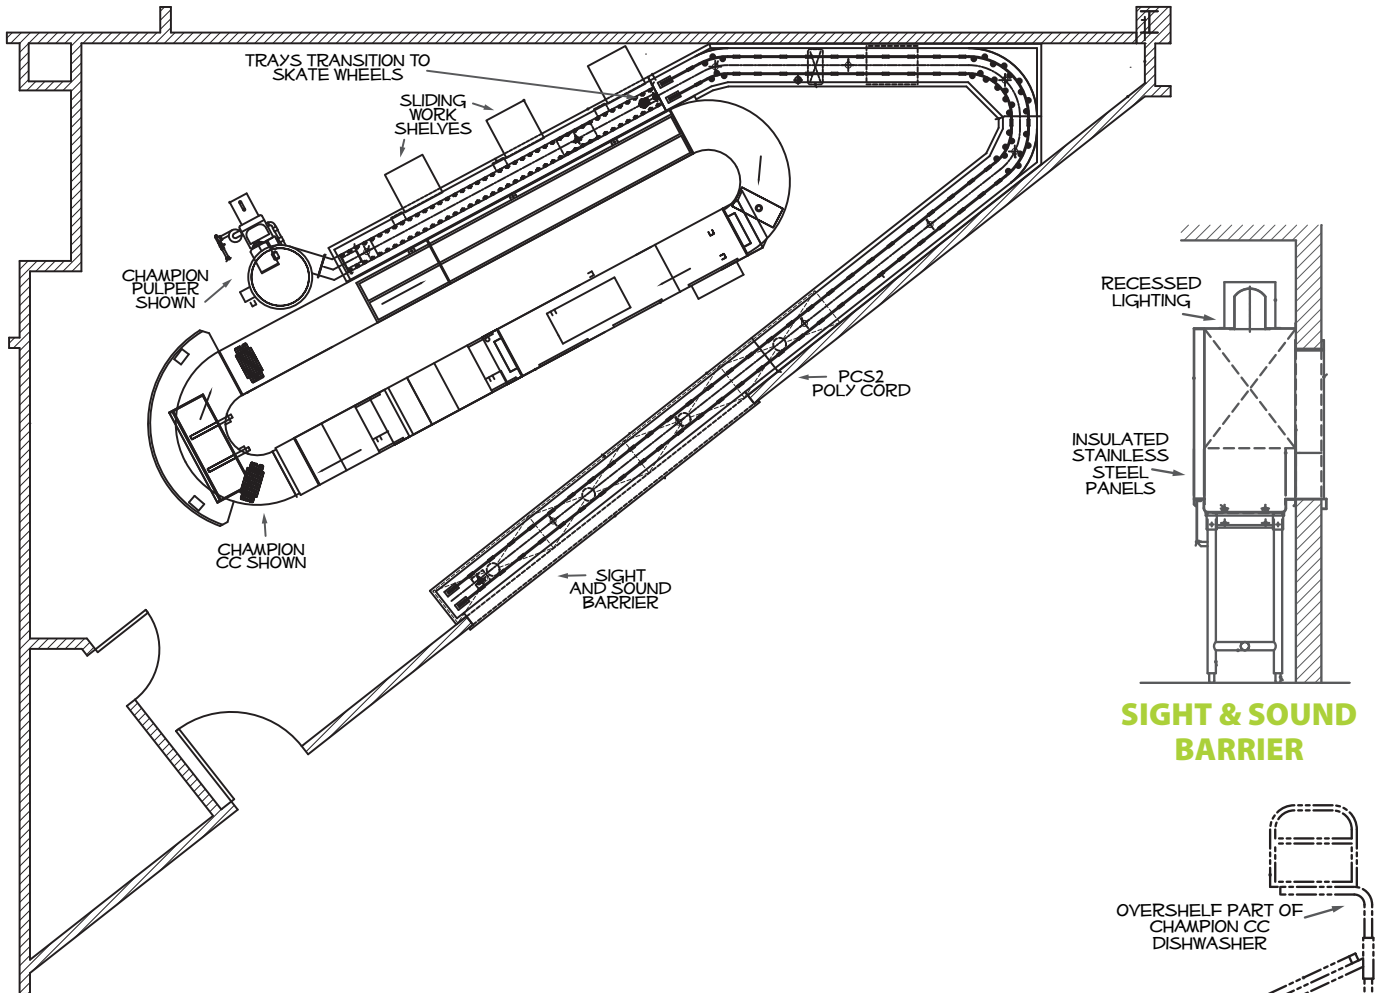 TRAYS TRANSITION TO
SKATE WHEELS
SLIDING
WORK
SHELVES
CHAMPION
PULPER
SHOWN
CHAMPION
CC SHOWN
PCS2
POLY CORD
SIGHT
AND SOUND
BARRIER
RECESSED
LIGHTING
INSULATED
STAINLESS
STEEL
PANELS
SIGHT & SOUND
BARRIER
OVERSHELF PART OF
CHAMPION CC
DISHWASHER